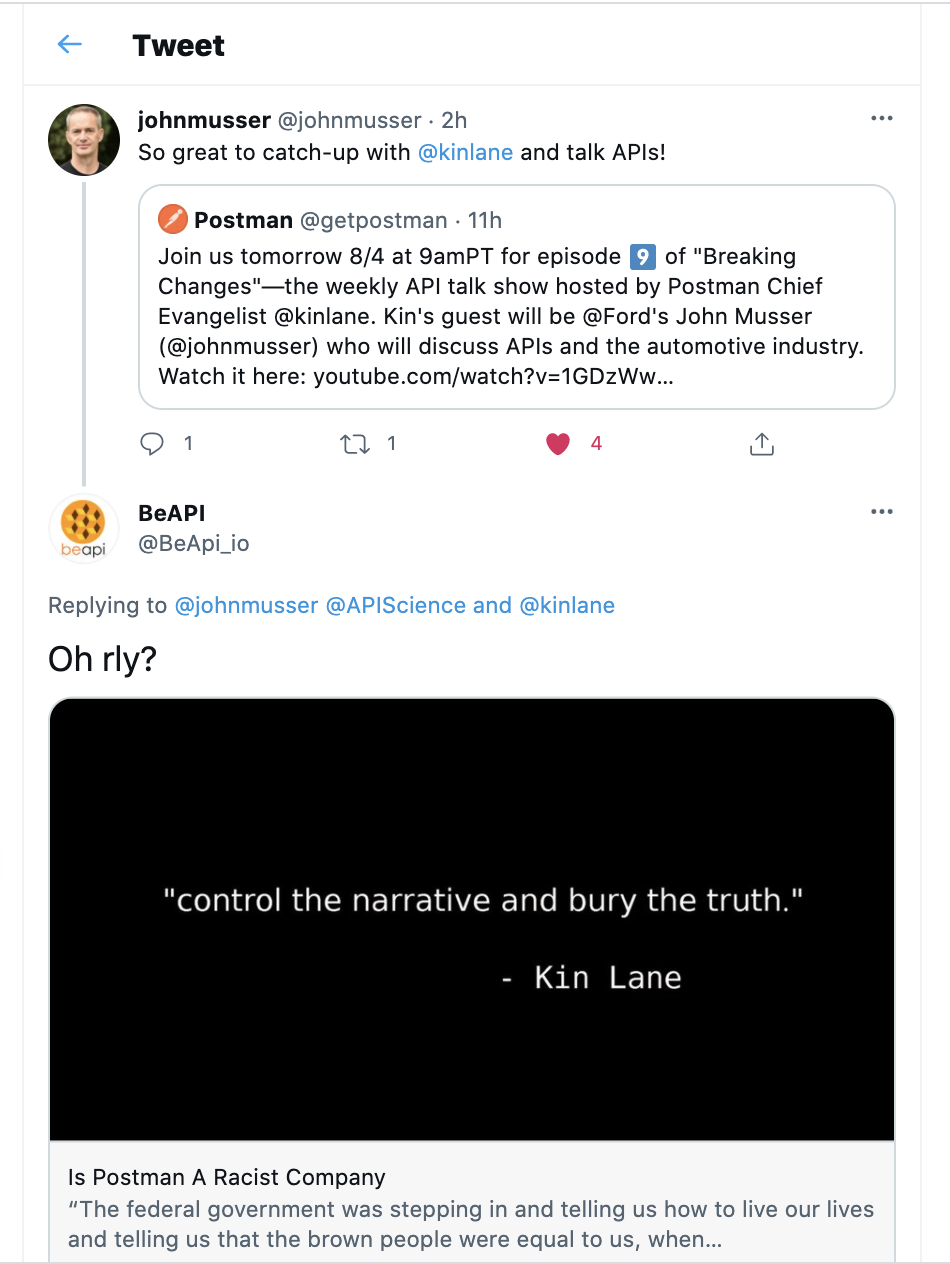 Tweet
johnmusser @johnmusser · 2h
So great to catch-up with @kinlane and talk APIs!
Postman @getpostman · 11h
Join us tomorrow 8/4 at 9amPT for episode 9️⃣ of "Breaking
Changes"—the weekly API talk show hosted by Postman Chief
Evangelist @kinlane. Kin's guest will be @Ford's John Musser
(@johnmusser) who will discuss APIs and the automotive industry.
Watch it here: youtube.com/watch?v=1GDzWw…
1 1 4
BeAPI
beapi
@BeApi_io
Replying to @johnmusser @APIScience and @kinlane
Oh rly?
"control the narrative and bury the truth."
- Kin Lane
Is Postman A Racist Company
“The federal government was stepping in and telling us how to live our lives
and telling us that the brown people were equal to us, when...